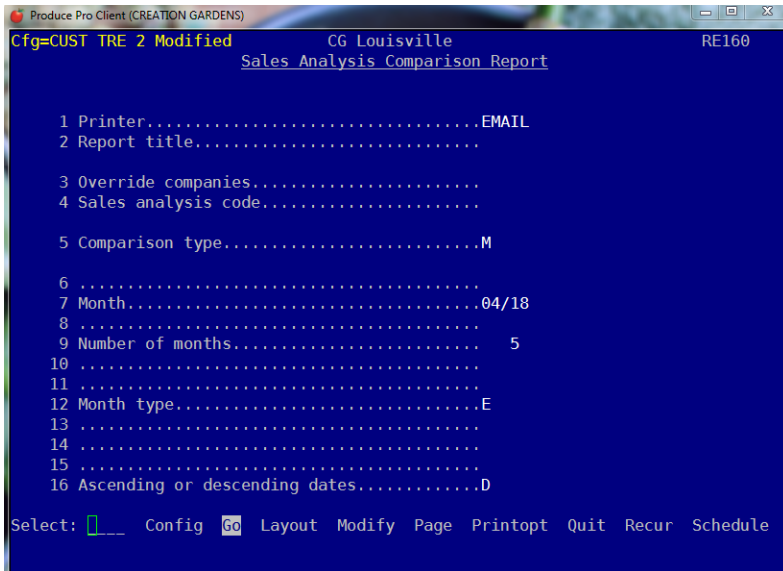 Produce Pro Client (CREATION GARDENS)
Cfg=CUST TRE 2 Modified CG Louisville RE160
Sales Analysis Comparison Report
1 Printer...................................EMAIL
2 Report title..............................
3 Override companies........................
4 Sales analysis code.......................
5 Comparison type...........................M
6 ..........................................
7 Month.....................................04/18
8 ..........................................
9 Number of months.......................... 5
10 ..........................................
11 ..........................................
12 Month type................................E
13 ..........................................
14 ..........................................
15 ..........................................
16 Ascending or descending dates.............D
Select: ___ Config Go Layout Modify Page Printopt Quit Recur Schedule